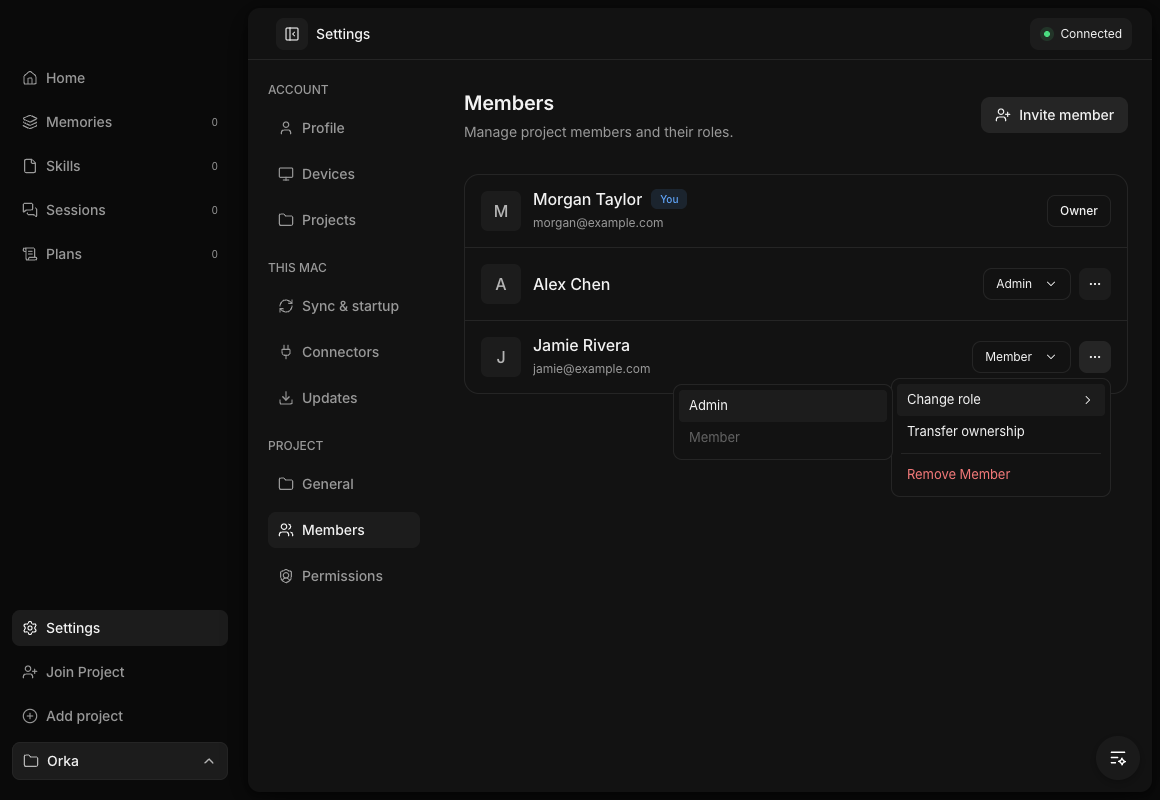 Settings
Connected
Home
Memories 0
Skills 0
Sessions 0
Plans 0
Settings
Join Project
Add project
Orka
ACCOUNT
Profile
Devices
Projects
THIS MAC
Sync & startup
Connectors
Updates
PROJECT
General
Members
Permissions
Members
Manage project members and their roles.
Invite member
M
Morgan Taylor You
morgan@example.com
Owner
A
Alex Chen
Admin
J
Jamie Rivera
jamie@example.com
Member
Change role
Transfer ownership
Remove Member
Admin
Member